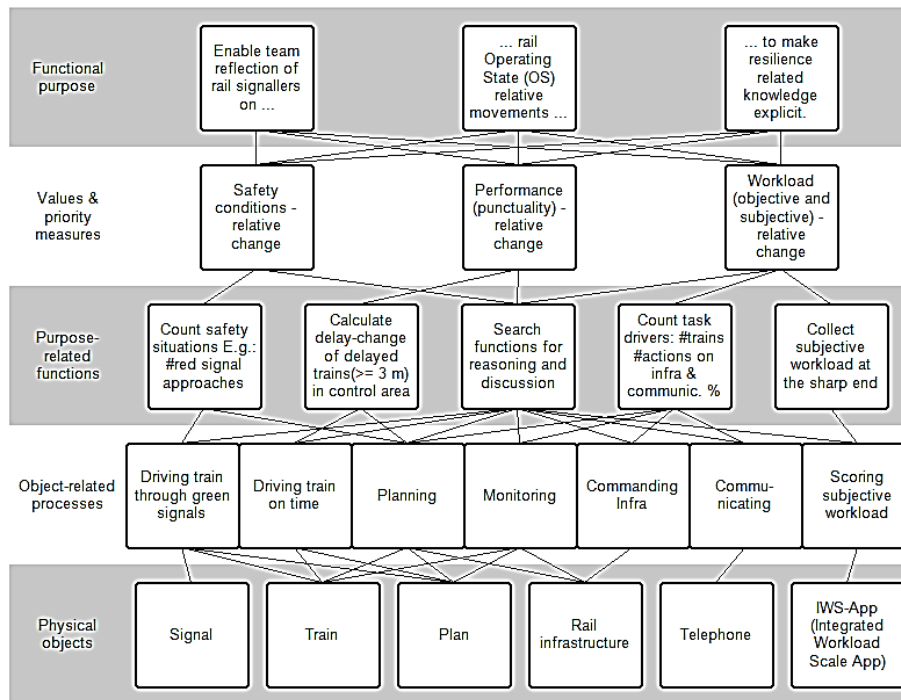 Functional
purpose
Enable team
reflection of
rail signallers
on ...
... rail
Operating
State (OS)
relative
movements ...
... to make
resilience
related
knowledge
explicit.
Values &
priority
measures
Safety
conditions -
relative
change
Performance
(punctuality) -
relative
change
Workload
(objective and
subjective) -
relative
change
Purpose-
related
functions
Count safety
situations E.g.:
#red signal
approaches
Calculate
delay-change
of delayed
trains(>= 3 m)
in control area
Search
functions for
reasoning and
discussion
Count task
drivers: #trains
#actions on
infra &
communic. %
Collect
subjective
workload at
the sharp end
Object-related
processes
Driving train
through green
signals
Driving train
on time
Planning
Monitoring
Commanding
Infra
Commu-
nicating
Scoring
subjective
workload
Physical
objects
Signal
Train
Plan
Rail
infrastructure
Telephone
IWS-App
(Integrated
Workload
Scale App)